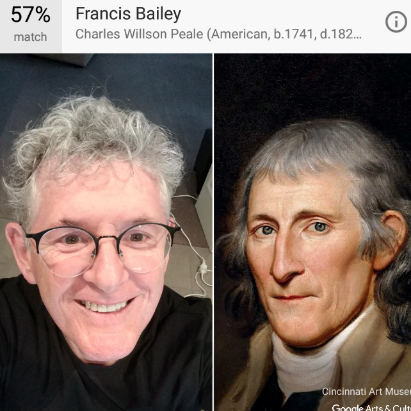 57%
match
Francis Bailey
Charles Willson Peale (American, b.1741, d.182...
Cincinnati Art Muse
Google Arts & Cult